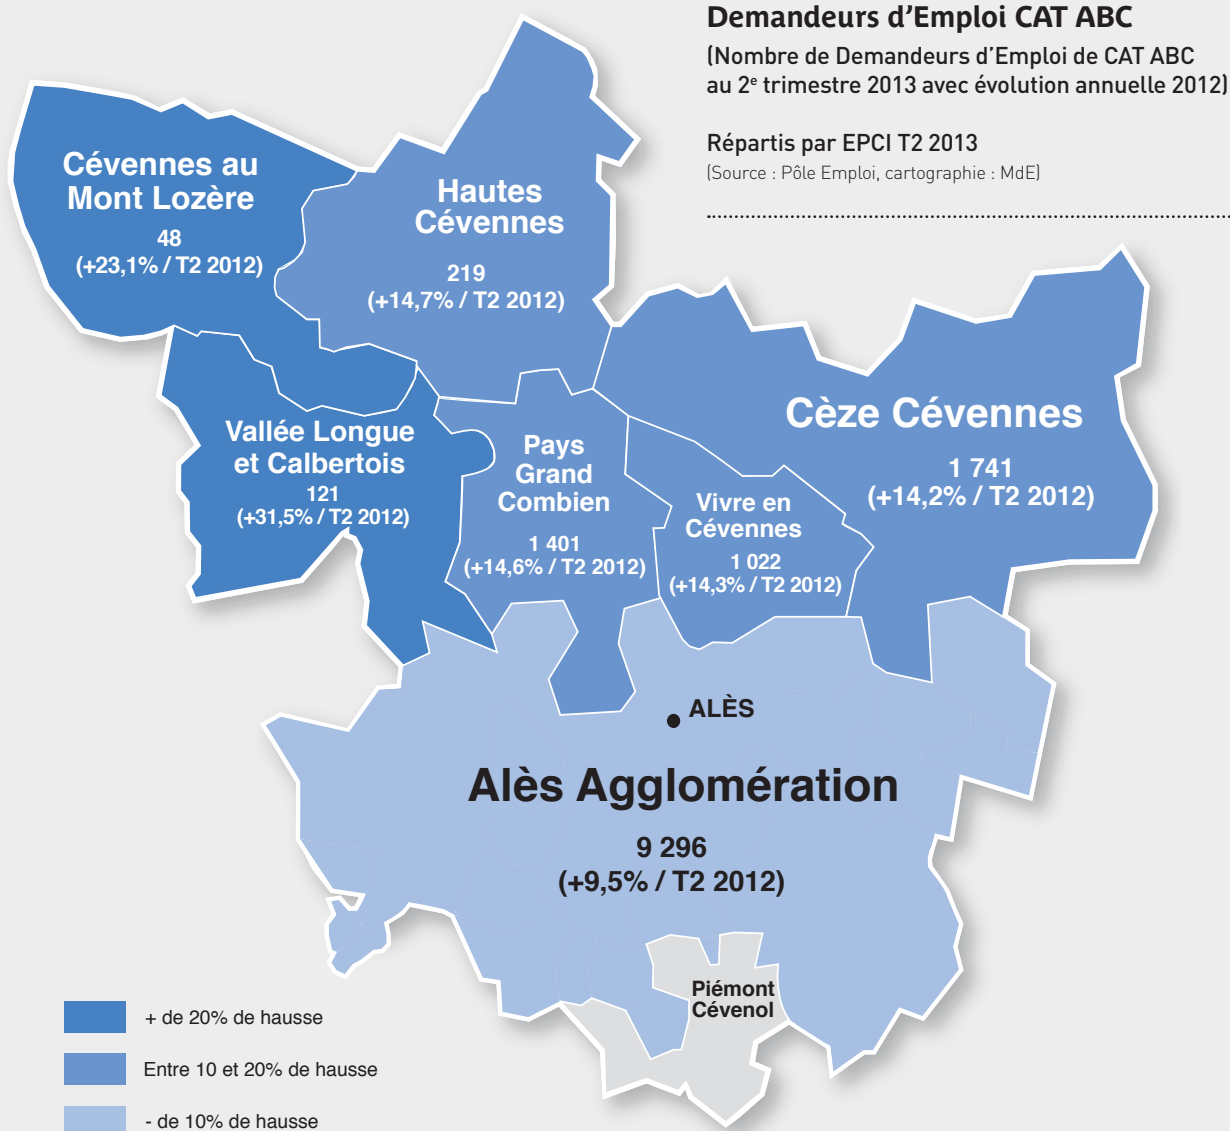 Demandeurs d’Emploi CAT ABC
(Nombre de Demandeurs d’Emploi de CAT ABC
au 2e trimestre 2013 avec évolution annuelle 2012)
Répartis par EPCI T2 2013
(Source : Pôle Emploi, cartographie : MdE)
Cévennes au
Mont Lozère
48
(+23,1% / T2 2012)
Hautes
Cévennes
219
(+14,7% / T2 2012)
Vallée Longue
et Calbertois
121
(+31,5% / T2 2012)
Pays
Grand
Combien
1 401
(+14,6% / T2 2012)
Vivre en
Cévennes
1 022
(+14,3% / T2 2012)
Cèze Cévennes
1 741
(+14,2% / T2 2012)
ALÈS
Alès Agglomération
9 296
(+9,5% / T2 2012)
Piémont
Cévenol
+ de 20% de hausse
Entre 10 et 20% de hausse
- de 10% de hausse